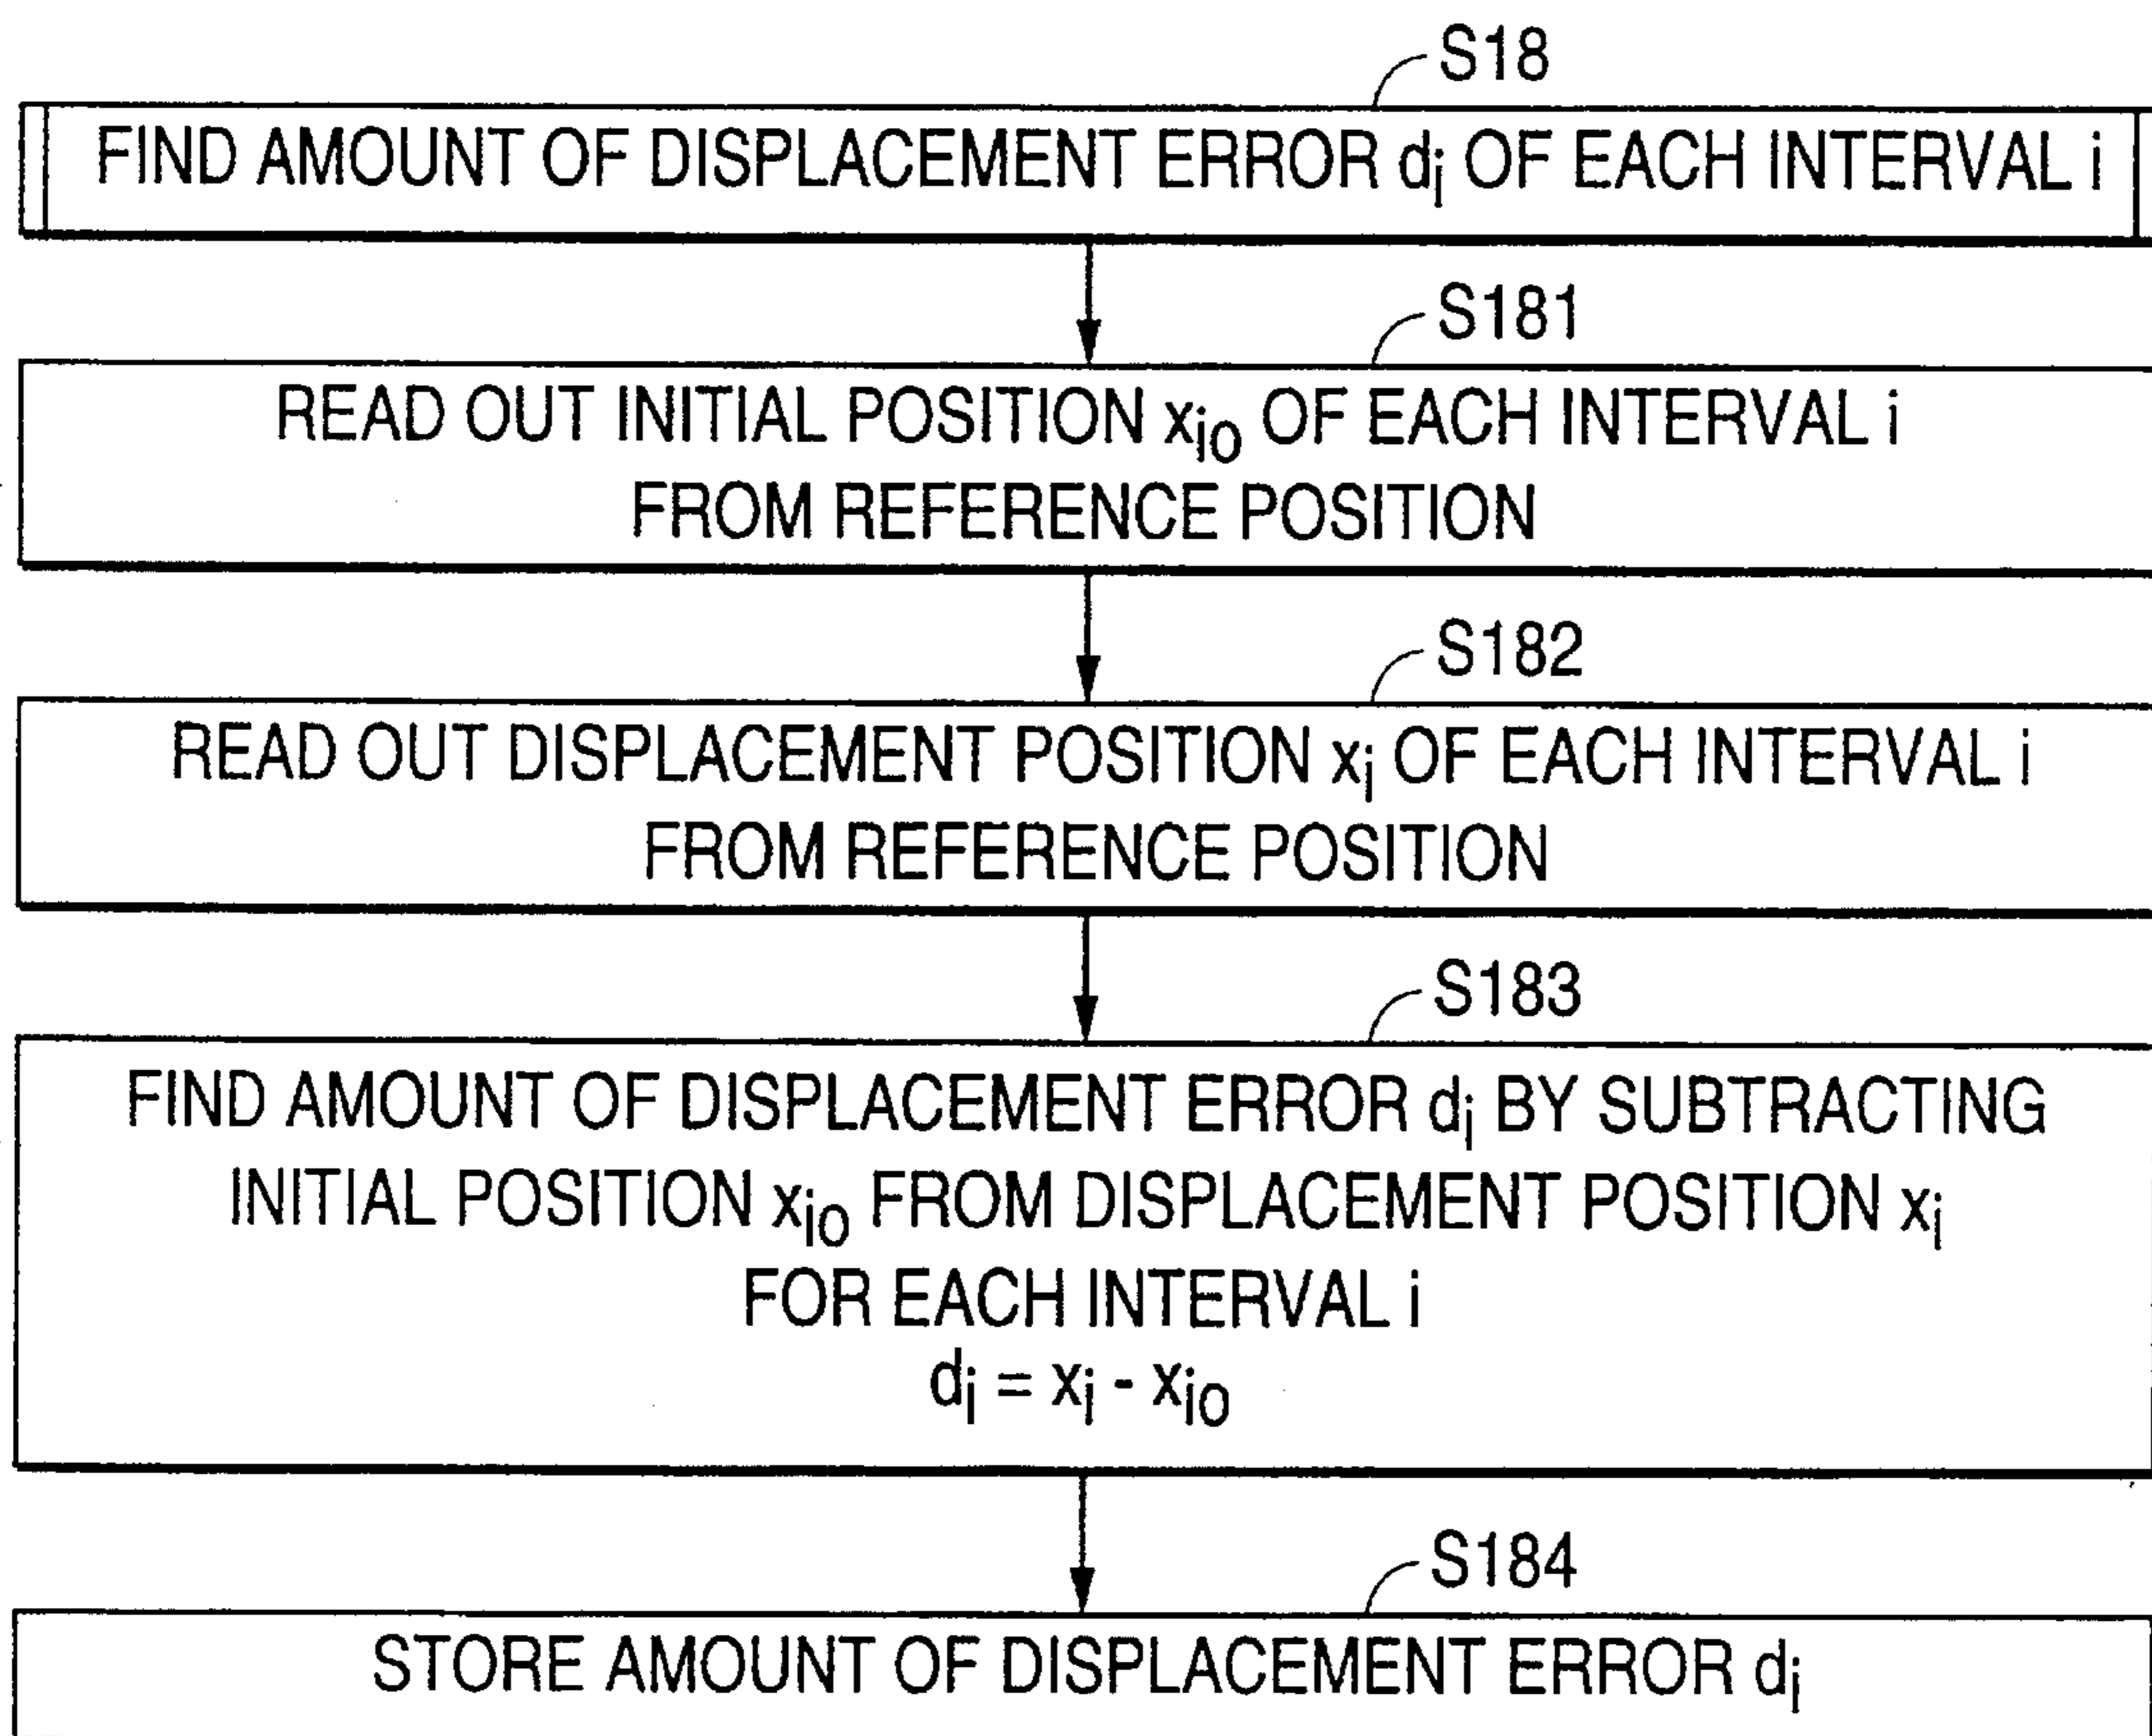 S18
FIND AMOUNT OF DISPLACEMENT ERROR di OF EACH INTERVAL i
S181
READ OUT INITIAL POSITION xio OF EACH INTERVAL i
FROM REFERENCE POSITION
S182
READ OUT DISPLACEMENT POSITION xi OF EACH INTERVAL i
FROM REFERENCE POSITION
S183
FIND AMOUNT OF DISPLACEMENT ERROR di BY SUBTRACTING
INITIAL POSITION xio FROM DISPLACEMENT POSITION xi
FOR EACH INTERVAL i
di = xi - xio
S184
STORE AMOUNT OF DISPLACEMENT ERROR di